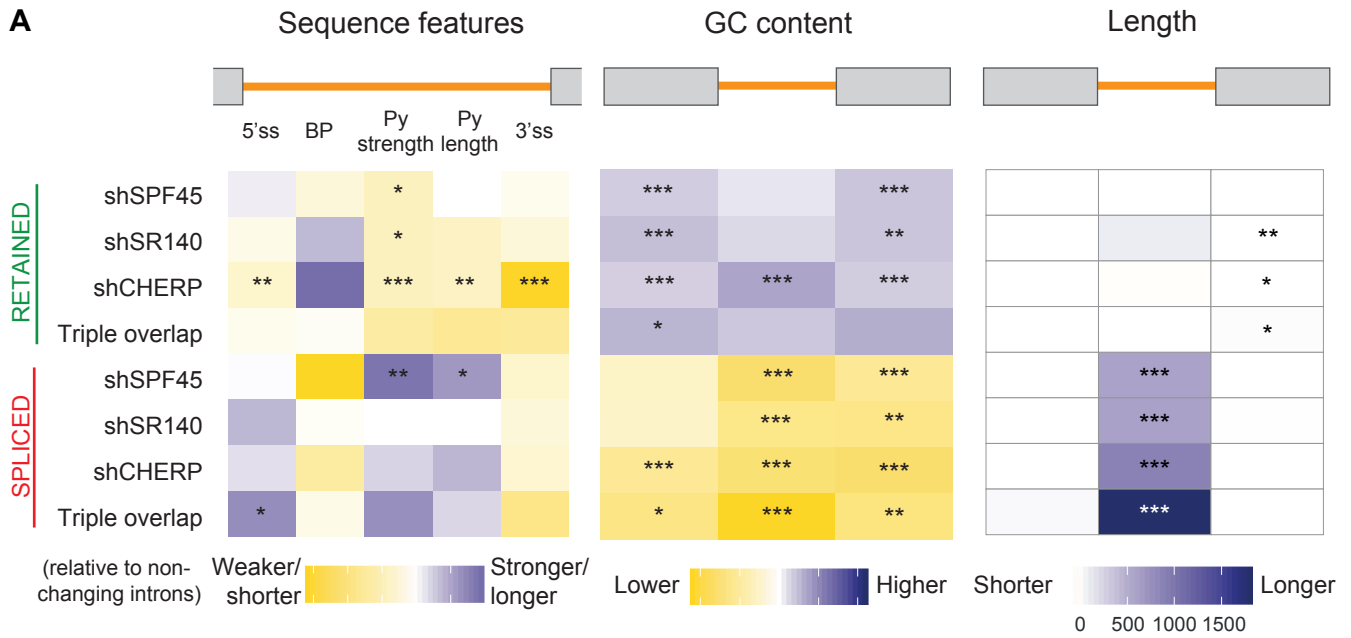 A
Sequence features
GC content
Length
5'ss BP Py strength Py length 3'ss
RETAINED
shSPF45 * *** ***
shSR140 * *** ** **
shCHERP ** *** ** *** *** *** *** *
Triple overlap * *
SPLICED
shSPF45 ** * *** *** ***
shSR140 *** ** ***
shCHERP *** *** *** ***
Triple overlap * * *** ** ***
(relative to non-
changing introns)
Weaker/
shorter
Stronger/
longer
Lower
Higher
Shorter
Longer
0 500 1000 1500